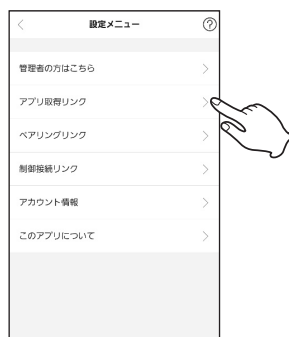 設定メニュー
管理者の方はこちら
アプリ取得リンク
ペアリングリンク
制御接続リンク
アカウント情報
このアプリについて